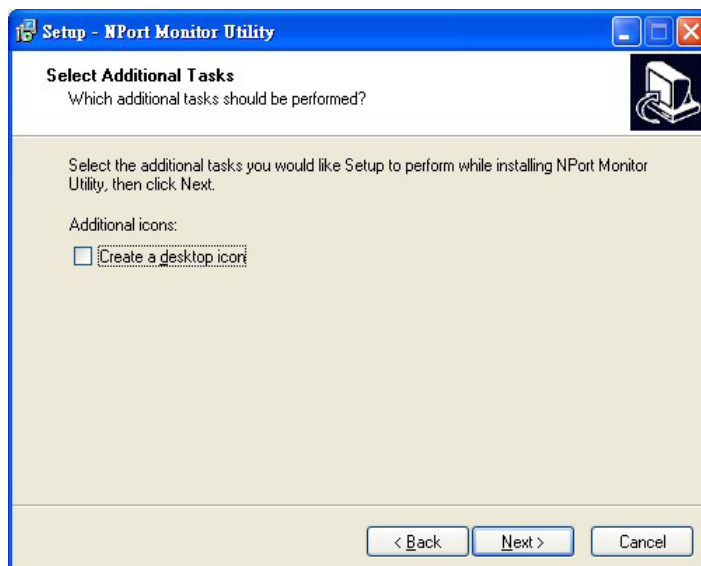 Setup - NPort Monitor Utility
Select Additional Tasks
Which additional tasks should be performed?
Select the additional tasks you would like Setup to perform while installing NPort Monitor
Utility, then click Next.
Additional icons:
Create a desktop icon
< Back Next > Cancel